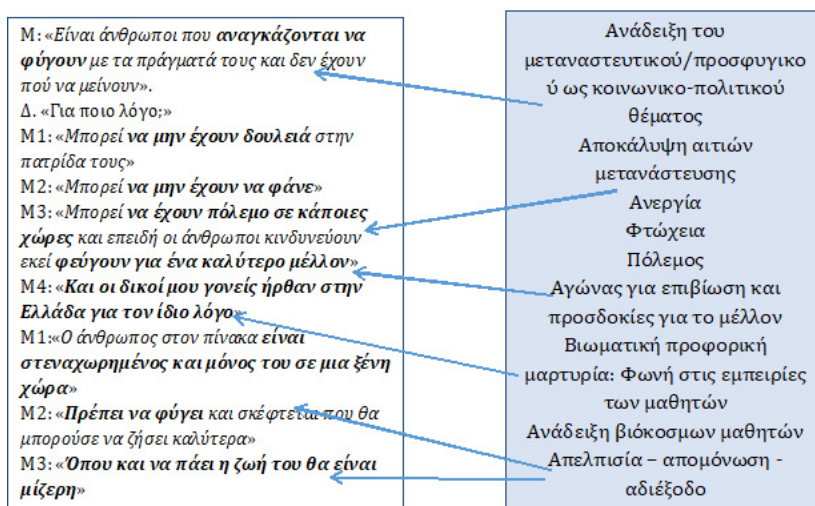 Μ: «Είναι άνθρωποι που αναγκάζονται να
φύγουν με τα πράγματά τους και δεν έχουν
πού να μείνουν».
Δ. «Για ποιο λόγο;»
Μ1: «Μπορεί να μην έχουν δουλειά στην
πατρίδα τους»
Μ2: «Μπορεί να μην έχουν να φάνε»
Μ3: «Μπορεί να έχουν πόλεμο σε κάποιες
χώρες και επειδή οι άνθρωποι κινδυνεύουν
εκεί φεύγουν για ένα καλύτερο μέλλον»
Μ4: «Και οι δικοί μου γονείς ήρθαν στην
Ελλάδα για τον ίδιο λόγο»
Μ1:«Ο άνθρωπος στον πίνακα είναι
στεναχωρημένος και μόνος του σε μια ξένη
χώρα»
Μ2: «Πρέπει να φύγει και σκέφτεται που θα
μπορούσε να ζήσει καλύτερα»
Μ3: «Όπου και να πάει η ζωή του θα είναι
μίζερη»
Ανάδειξη του
μεταναστευτικού/προσφυγικο
ύ ως κοινωνικο-πολιτικού
θέματος
Αποκάλυψη αιτιών
μετανάστευσης
Ανεργία
Φτώχεια
Πόλεμος
Αγώνας για επιβίωση και
προσδοκίες για το μέλλον
Βιωματική προφορική
μαρτυρία: Φωνή στις εμπειρίες
των μαθητών
Ανάδειξη βιόκοσμων μαθητών
Απελπισία – απομόνωση -
αδιέξοδο